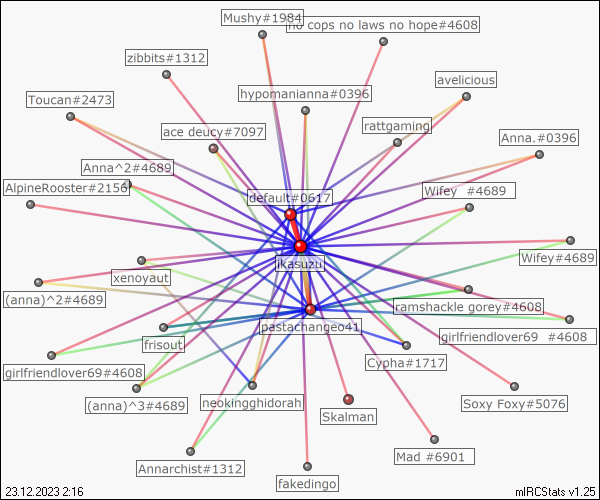 Mushy#1984
no cops no laws no hope#4608
zibbits#1312
avelicious
Toucan#2473
hypomanianna#0396
ace deucy#7097
rattgaming
Anna.#0396
Anna^2#4689
AlpineRooster#2156
default#0617
Wifey #4689
Wifey#4689
ikasuzu
xenoyaut
(anna)^2#4689
ramshackle gorey#4608
pastachangeo41
girlfriendlover69 #4608
frisout
Cypha#1717
girlfriendlover69#4608
(anna)^3#4689
neokingghidorah
Skalman
Soxy Foxy#5076
Mad #6901
Annarchist#1312
fakedingo
23.12.2023 2:16
mIRCStats v1.25